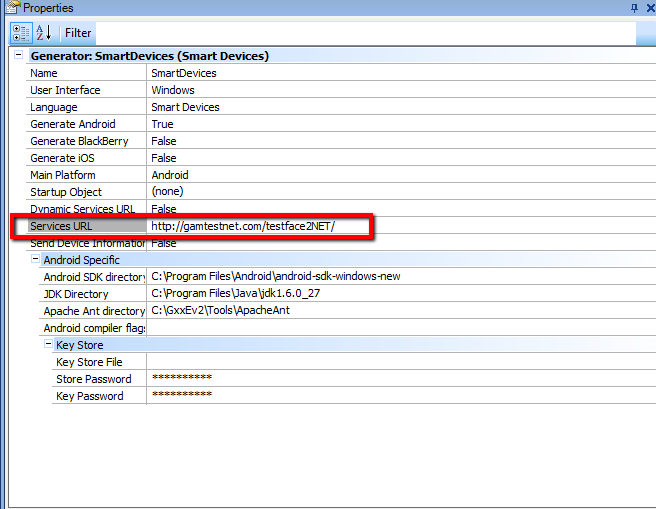 Properties
Filter
Generator: SmartDevices (Smart Devices)
Name SmartDevices
User Interface Windows
Language Smart Devices
Generate Android True
Generate BlackBerry False
Generate iOS False
Main Platform Android
Startup Object (none)
Dynamic Services URL False
Services URL http://gamtestnet.com/testface2NET/
Send Device Information False
Android Specific
Android SDK directory C:\Program Files\Android\android-sdk-windows-new
JDK Directory C:\Program Files\Java\jdk1.6.0_27
Apache Ant directory C:\GxxEv2\Tools\ApacheAnt
Android compiler flags
Key Store
Key Store File
Store Password **********
Key Password **********